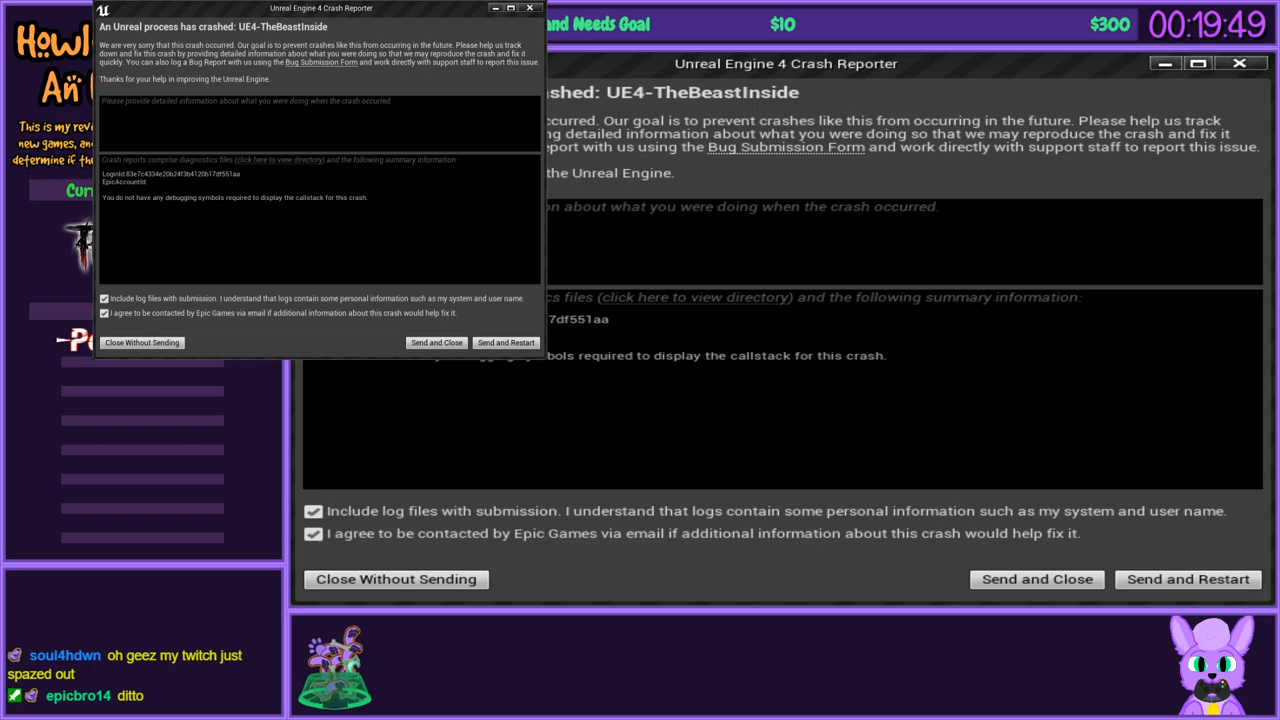 Howl
An
This is my revi
new games, an
determine if the
Curr
Unreal Engine 4 Crash Reporter
An Unreal process has crashed: UE4-TheBeastInside
We are very sorry that this crash occurred. Our goal is to prevent crashes like this from occurring in the future. Please help us track
down and fix this crash by providing detailed information about what you were doing so that we may reproduce the crash and fix it
quickly. You can also log a Bug Report with us using the Bug Submission Form and work directly with support staff to report this issue.
Thanks for your help in improving the Unreal Engine.
Please provide detailed information about what you were doing when the crash occurred.
Crash reports comprise diagnostics files (click here to view directory) and the following summary information:
LoginId:83e7c4334e20b24f3b4120b17df551aa
EpicAccountId:
You do not have any debugging symbols required to display the callstack for this crash.
Include log files with submission. I understand that logs contain some personal information such as my system and user name.
I agree to be contacted by Epic Games via email if additional information about this crash would help fix it.
Close Without Sending
Send and Close
Send and Restart
and Needs Goal
$10
$300
00:19:49
Unreal Engine 4 Crash Reporter
shed: UE4-TheBeastInside
ccurred. Our goal is to prevent crashes like this from occurring in the future. Please help us track
ng detailed information about what you were doing so that we may reproduce the crash and fix it
port with us using the Bug Submission Form and work directly with support staff to report this issue.
the Unreal Engine.
on about what you were doing when the crash occurred.
cs files (click here to view directory) and the following summary information:
7df551aa
bols required to display the callstack for this crash.
Include log files with submission. I understand that logs contain some personal information such as my system and user name.
I agree to be contacted by Epic Games via email if additional information about this crash would help fix it.
Close Without Sending
Send and Close
Send and Restart
soul4hdwn oh geez my twitch just
spazed out
epicbro14 ditto